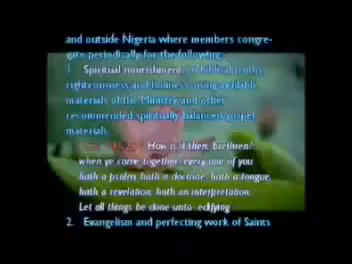 and outside Nigeria where members congre-
gate periodically for the following:
1. Spiritual nourishment, on biblical truths,
righteousness and holiness, using available
materials of the Ministry and other
recommended spiritually balanced gospel
materials
How is it then, brethren?
when ye come together, every one of you
hath a psalm, hath a doctrine, hath a tongue,
hath a revelation, hath an interpretation.
Let all things be done unto edifying
2. Evangelism and perfecting work of Saints